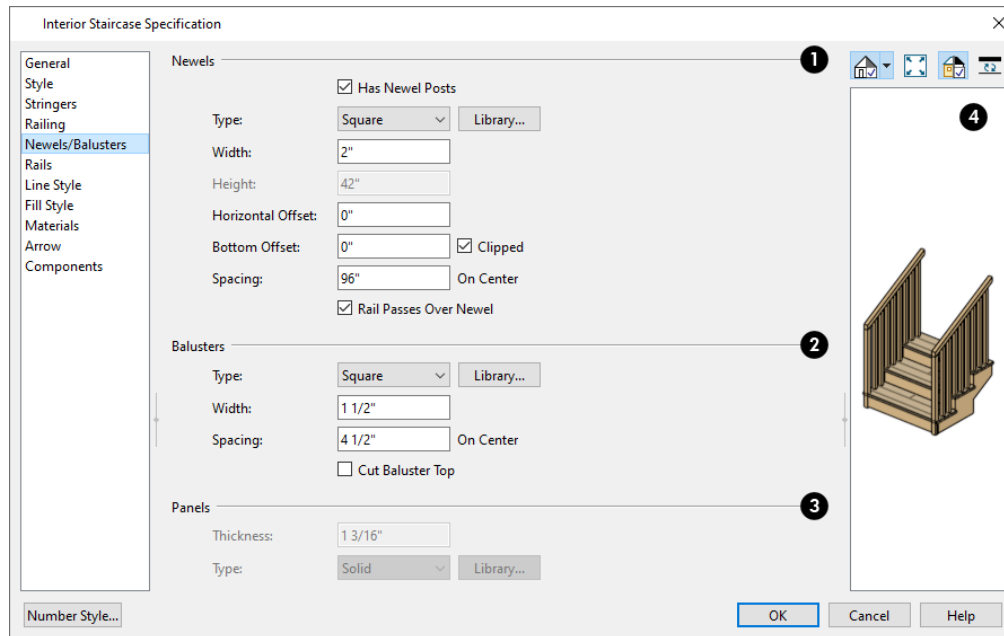 Interior Staircase Specification
General
Style
Stringers
Railing
Newels/Balusters
Rails
Line Style
Fill Style
Materials
Arrow
Components
Newels
1
Has Newel Posts
Type: Square Library...
Width: 2"
Height: 42"
Horizontal Offset: 0"
Bottom Offset: 0" Clipped
Spacing: 96" On Center
Rail Passes Over Newel
Balusters
2
Type: Square Library...
Width: 1 1/2"
Spacing: 4 1/2" On Center
Cut Baluster Top
Panels
3
Thickness: 1 3/16"
Type: Solid Library...
4
Number Style... OK Cancel Help